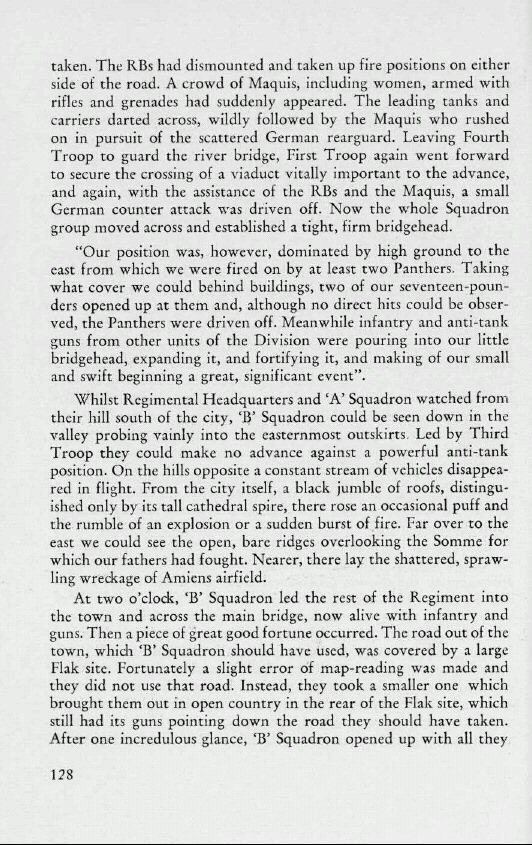 taken. The RBs had dismounted and taken up fire positions on either
side of the road. A crowd of Maquis, including women, armed with
rifles and grenades had suddenly appeared. The leading tanks and
carriers darted across, wildly followed by the Maquis who rushed
on in pursuit of the scattered German rearguard. Leaving Fourth
Troop to guard the river bridge, First Troop again went forward
to secure the crossing of a viaduct vitally important to the advance,
and again, with the assistance of the RBs and the Maquis, a small
German counter attack was driven off. Now the whole Squadron
group moved across and established a tight, firm bridgehead.
"Our position was, however, dominated by high ground to the
east from which we were fired on by at least two Panthers. Taking
what cover we could behind buildings, two of our seventeen-poun-
ders opened up at them and, although no direct hits could be obser-
ved, the Panthers were driven off. Meanwhile infantry and anti-tank
guns from other units of the Division were pouring into our little
bridgehead, expanding it, and fortifying it, and making of our small
and swift beginning a great, significant event".
Whilst Regimental Headquarters and 'A' Squadron watched from
their hill south of the city, 'B' Squadron could be seen down in the
valley probing vainly into the easternmost outskirts. Led by Third
Troop they could make no advance against a powerful anti-tank
position. On the hills opposite a constant stream of vehicles disappea-
red in flight. From the city itself, a black jumble of roofs, distingu-
ished only by its tall cathedral spire, there rose an occasional puff and
the rumble of an explosion or a sudden burst of fire. Far over to the
east we could see the open, bare ridges overlooking the Somme for
which our fathers had fought. Nearer, there lay the shattered, spraw-
ling wreckage of Amiens airfield.
At two o'clock, 'B' Squadron led the rest of the Regiment into
the town and across the main bridge, now alive with infantry and
guns. Then a piece of great good fortune occurred. The road out of the
town, which 'B' Squadron should have used, was covered by a large
Flak site. Fortunately a slight error of map-reading was made and
they did not use that road. Instead, they took a smaller one which
brought them out in open country in the rear of the Flak site, which
still had its guns pointing down the road they should have taken.
After one incredulous glance, 'B' Squadron opened up with all they
128